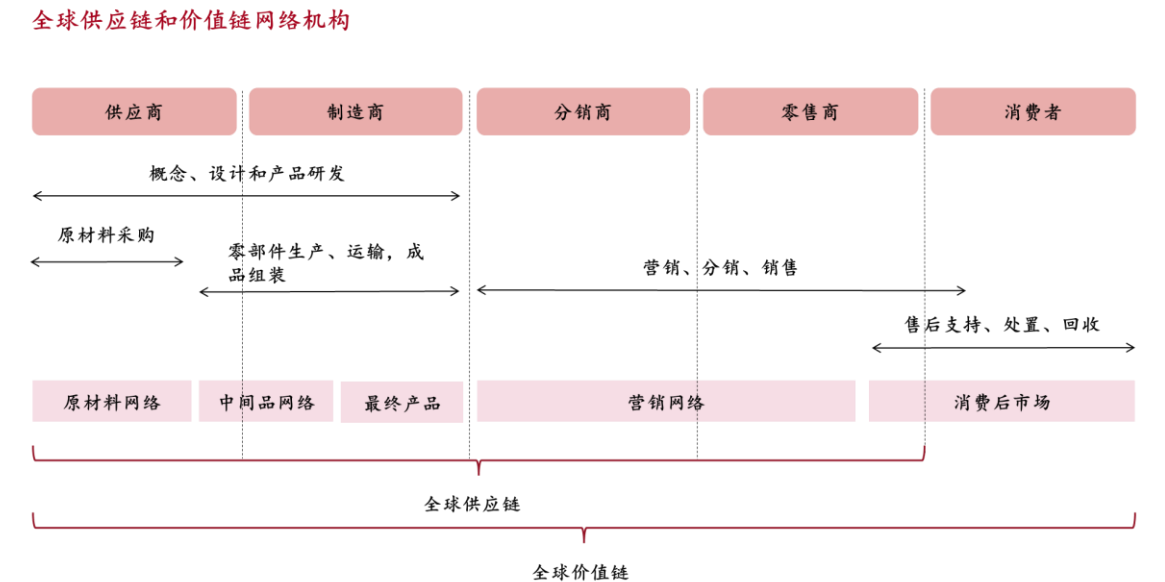 全球供应链和价值链网络机构
供应商
制造商
分销商
零售商
消费者
概念、设计和产品研发
原材料采购
零部件生产、运输，成
品组装
营销、分销、销售
售后支持、处置、回收
原材料网络
中间品网络
最终产品
营销网络
消费后市场
全球供应链
全球价值链